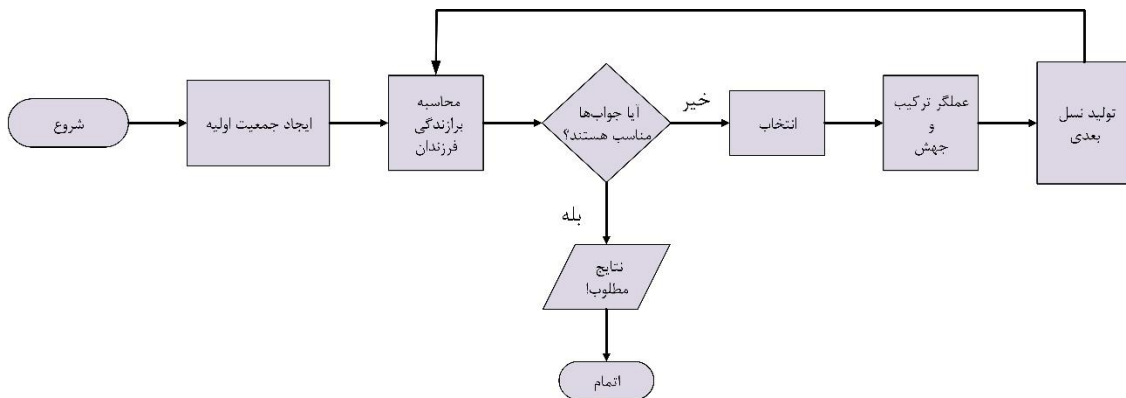 شروع
ایجاد جمعیت اولیه
محاسبه
برازندگی
فرزندان
آیا جواب‌ها
مناسب هستند؟
خیر
انتخاب
عملگر ترکیب
و
جهش
تولید نسل
بعدی
بله
نتایج
مطلوب!
اتمام